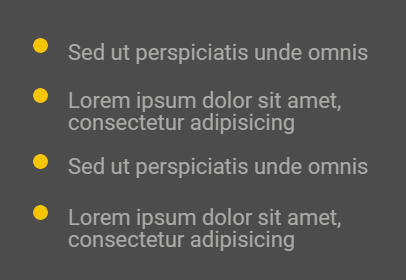 Sed ut perspiciatis unde omnis
Lorem ipsum dolor sit amet,
consectetur adipisicing
Sed ut perspiciatis unde omnis
Lorem ipsum dolor sit amet,
consectetur adipisicing